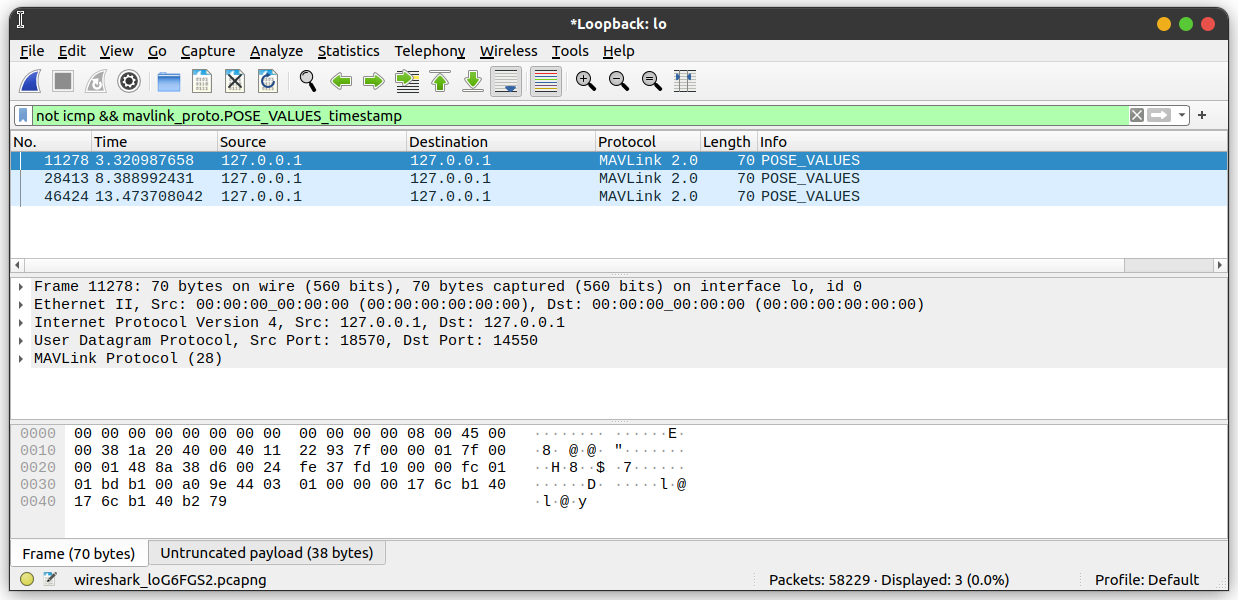 *Loopback: lo
File Edit View Go Capture Analyze Statistics Telephony Wireless Tools Help
not icmp && mavlink_proto.POSE_VALUES_timestamp
No. Time Source Destination Protocol Length Info
11278 3.320987658 127.0.0.1 127.0.0.1 MAVLink 2.0 70 POSE_VALUES
28413 8.388992431 127.0.0.1 127.0.0.1 MAVLink 2.0 70 POSE_VALUES
46424 13.473708042 127.0.0.1 127.0.0.1 MAVLink 2.0 70 POSE_VALUES
Frame 11278: 70 bytes on wire (560 bits), 70 bytes captured (560 bits) on interface lo, id 0
Ethernet II, Src: 00:00:00_00:00:00 (00:00:00:00:00:00), Dst: 00:00:00_00:00:00 (00:00:00:00:00:00)
Internet Protocol Version 4, Src: 127.0.0.1, Dst: 127.0.0.1
User Datagram Protocol, Src Port: 18570, Dst Port: 14550
MAVLink Protocol (28)
0000 00 00 00 00 00 00 00 00 00 00 00 00 08 00 45 00 ········ ······E·
0010 00 38 1a 20 40 00 40 11 22 93 7f 00 00 01 7f 00 ·8· @·@· "·······
0020 00 01 48 8a 38 d6 00 24 fe 37 fd 10 00 00 fc 01 ··H·8··$ ·7······
0030 01 bd b1 00 a0 9e 44 03 01 00 00 00 17 6c b1 40 ······D· ·····l·@
0040 17 6c b1 40 b2 79 ·l·@·y
Frame (70 bytes) Untruncated payload (38 bytes)
wireshark_loG6FGS2.pcapng Packets: 58229 · Displayed: 3 (0.0%) Profile: Default